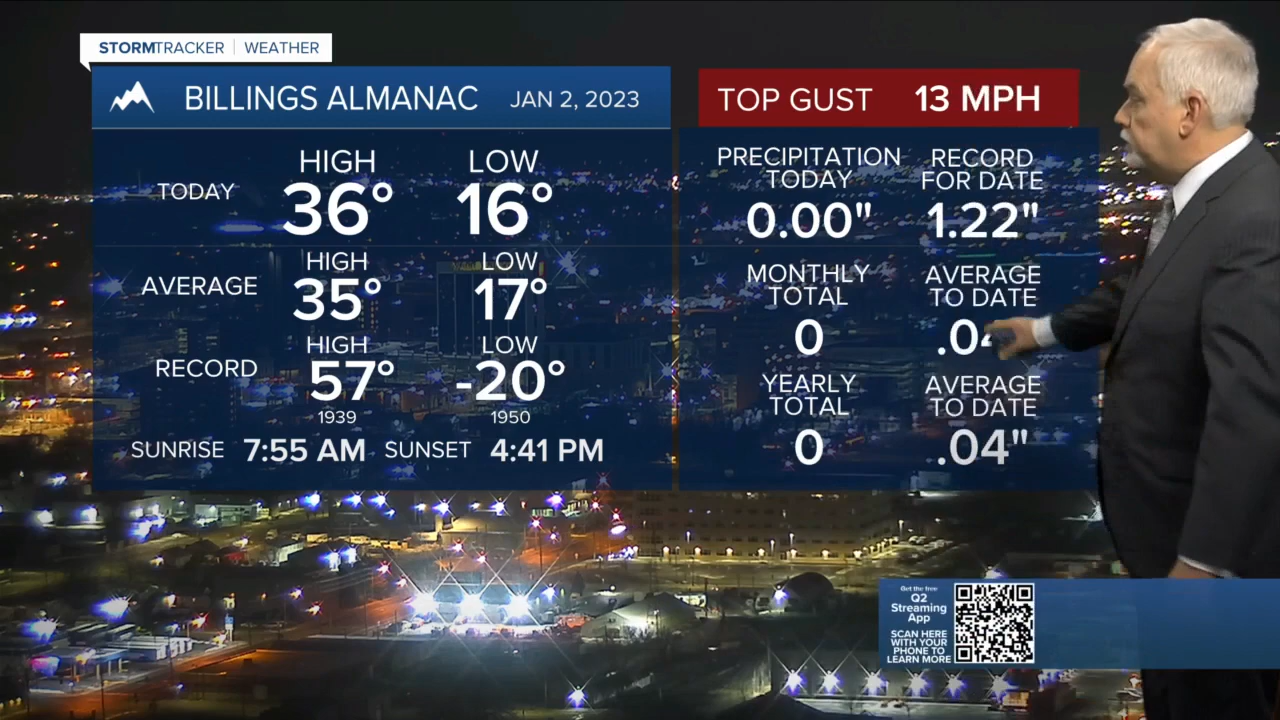 STORMTRACKER | WEATHER
BILLINGS ALMANAC JAN 2, 2023
HIGH LOW
TODAY 36° 16°
HIGH LOW
AVERAGE 35° 17°
HIGH LOW
RECORD 57° -20°
1939 1950
SUNRISE 7:55 AM SUNSET 4:41 PM
TOP GUST 13 MPH
PRECIPITATION RECORD
TODAY FOR DATE
0.00" 1.22"
MONTHLY AVERAGE
TOTAL TO DATE
0
YEARLY AVERAGE
TOTAL TO DATE
0 .04"
Get the free
Q2
Streaming
App
SCAN HERE
WITH YOUR
PHONE TO
LEARN MORE